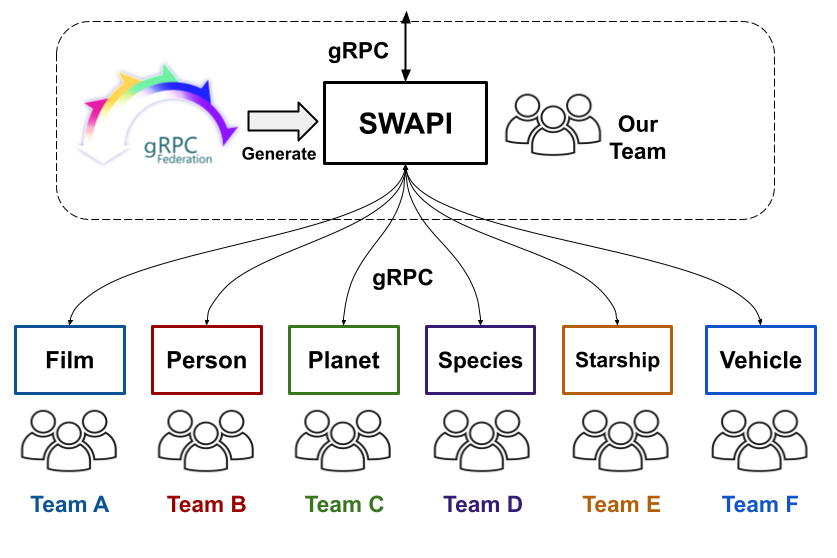 gRPC
SWAPI
Our
Team
gRPC
Federation
Generate
gRPC
Film
Person
Planet
Species
Starship
Vehicle
Team A
Team B
Team C
Team D
Team E
Team F